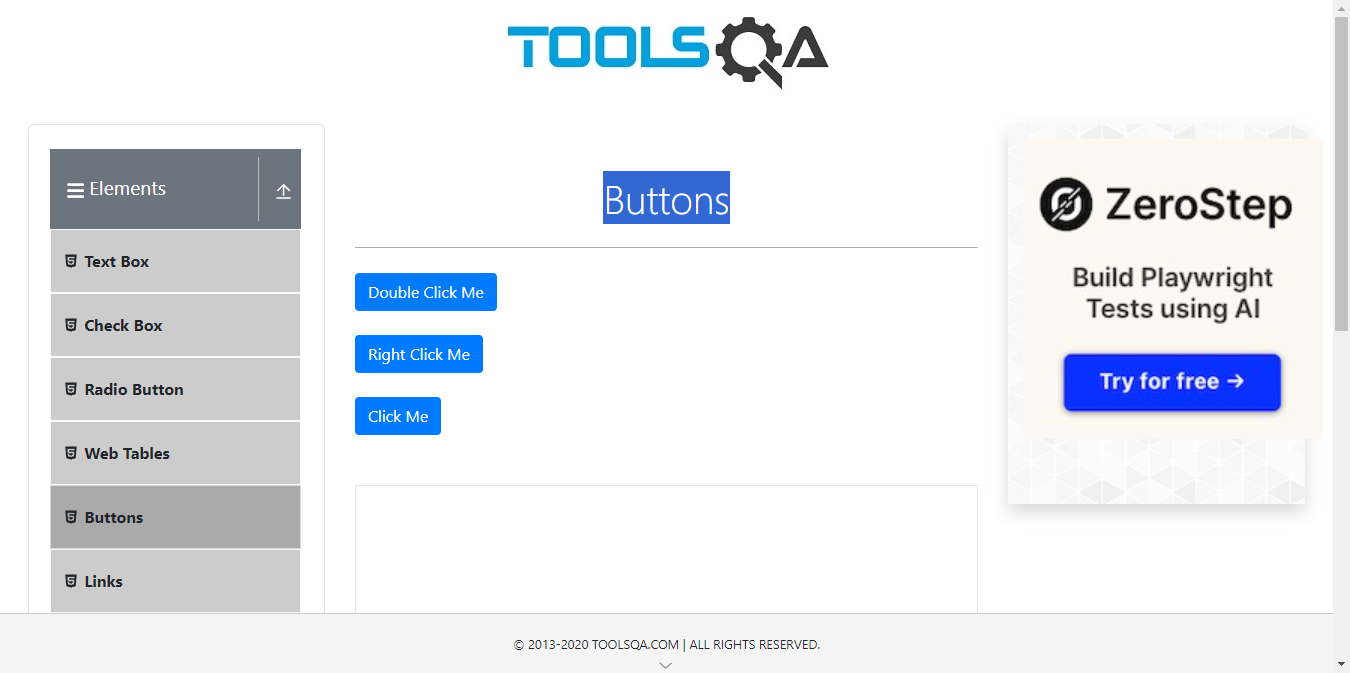 TOOLSQA
Elements
Text Box
Check Box
Radio Button
Web Tables
Buttons
Links
Buttons
Double Click Me
Right Click Me
Click Me
ZeroStep
Build Playwright
Tests using AI
Try for free →
© 2013-2020 TOOLSQA.COM | ALL RIGHTS RESERVED.